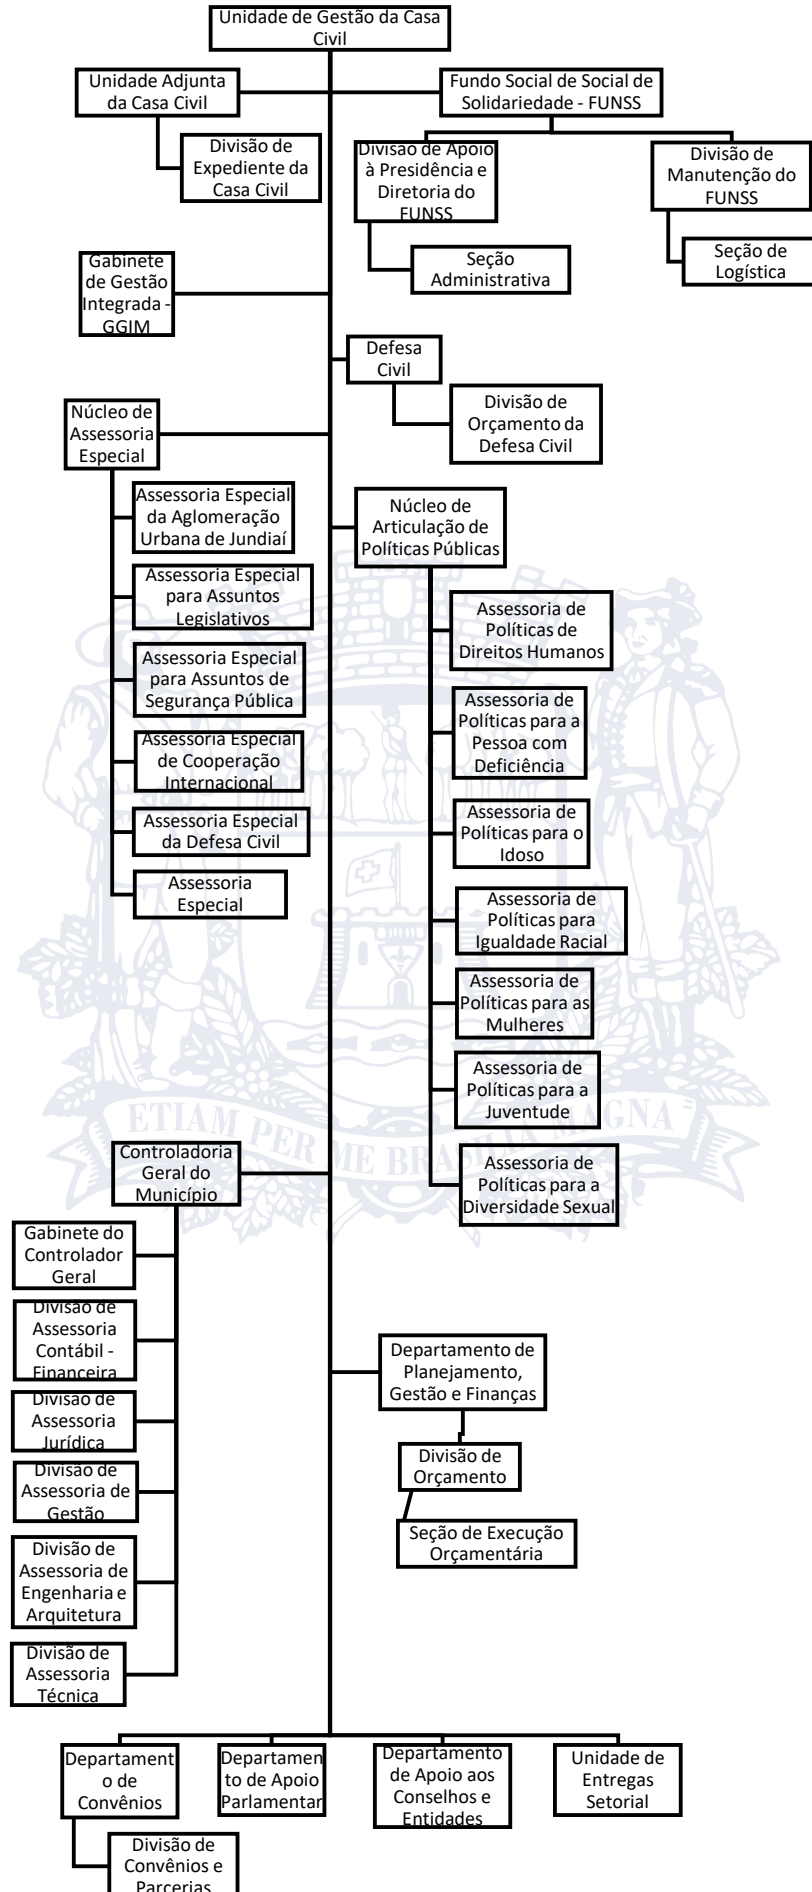 Unidade de Gestão da Casa
Civil
Unidade Adjunta
da Casa Civil
Fundo Social de Social de
Solidariedade - FUNSS
Divisão de
Expediente da
Casa Civil
Divisão de Apoio
à Presidência e
Diretoria do
FUNSS
Divisão de
Manutenção do
FUNSS
Seção
Administrativa
Seção de
Logística
Gabinete
de Gestão
Integrada -
GGIM
Defesa
Civil
Divisão de
Orçamento da
Defesa Civil
Núcleo de
Assessoria
Especial
Assessoria Especial
da Aglomeração
Urbana de Jundiaí
Assessoria Especial
para Assuntos
Legislativos
Assessoria Especial
para Assuntos de
Segurança Pública
Assessoria Especial
de Cooperação
Internacional
Assessoria Especial
da Defesa Civil
Assessoria
Especial
Núcleo de
Articulação de
Políticas Públicas
Assessoria de
Políticas de
Direitos Humanos
Assessoria de
Políticas para a
Pessoa com
Deficiência
Assessoria de
Políticas para o
Idoso
Assessoria de
Políticas para
Igualdade Racial
Assessoria de
Políticas para as
Mulheres
Assessoria de
Políticas para a
Juventude
Assessoria de
Políticas para a
Diversidade Sexual
ETIAM PER ME BRASILIA MAGNA
Controladoria
Geral do
Município
Gabinete do
Controlador
Geral
Divisão de
Assessoria
Contábil -
Financeira
Divisão de
Assessoria
Jurídica
Divisão de
Assessoria de
Gestão
Divisão de
Assessoria de
Engenharia e
Arquitetura
Divisão de
Assessoria
Técnica
Departamento de
Planejamento,
Gestão e Finanças
Divisão de
Orçamento
Seção de Execução
Orçamentária
Departament
o de
Convênios
Departamen
to de Apoio
Parlamentar
Departamento
de Apoio aos
Conselhos e
Entidades
Unidade de
Entregas
Setorial
Divisão de
Convênios e
Parcerias